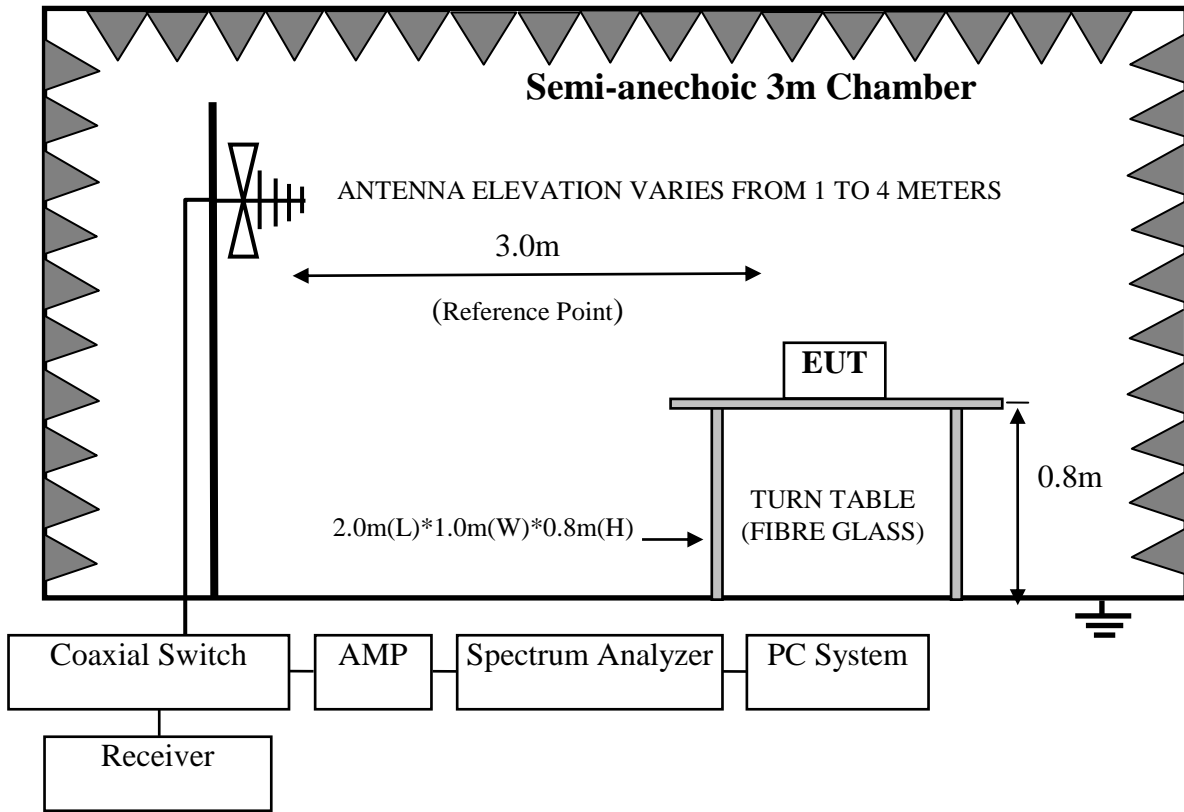 Semi-anechoic 3m Chamber
ANTENNA ELEVATION VARIES FROM 1 TO 4 METERS
3.0m
(Reference Point)
EUT
0.8m
TURN TABLE
(FIBRE GLASS)
2.0m(L)*1.0m(W)*0.8m(H)
Coaxial Switch
AMP
Spectrum Analyzer
PC System
Receiver